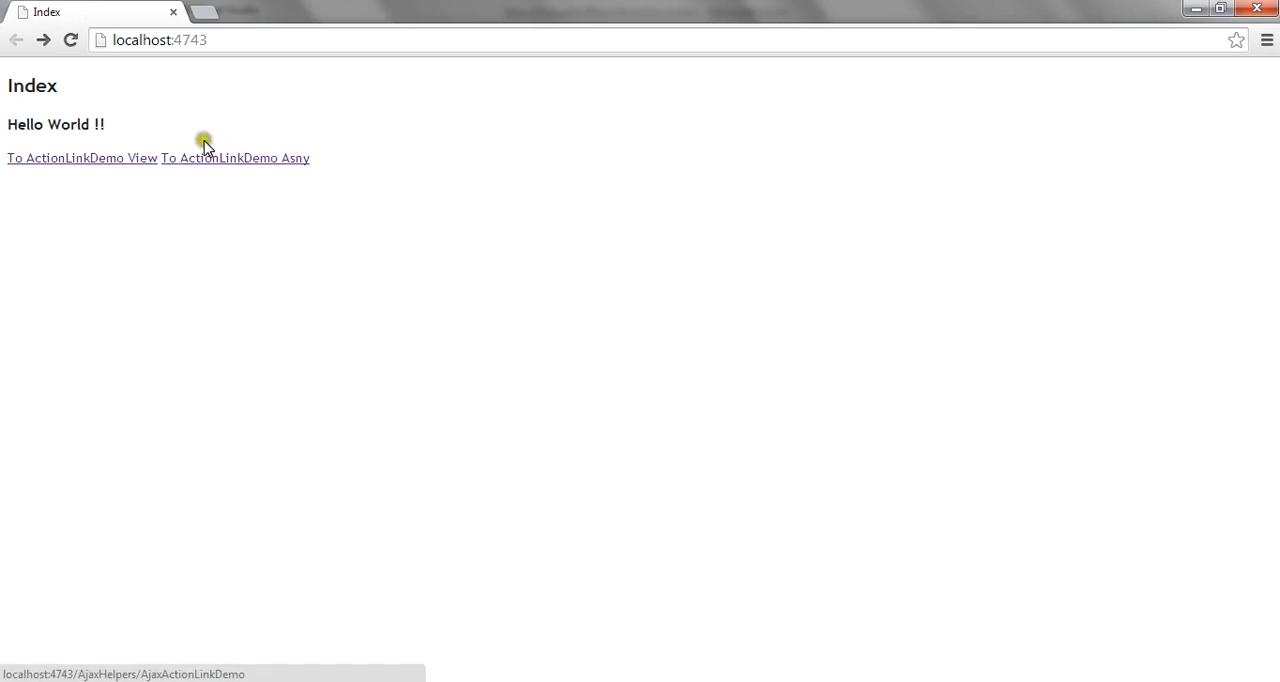 Index
localhost:4743
Index
Hello World !!
To ActionLinkDemo View To ActionLinkDemo Asny
localhost:4743/AjaxHelpers/AjaxActionLinkDemo